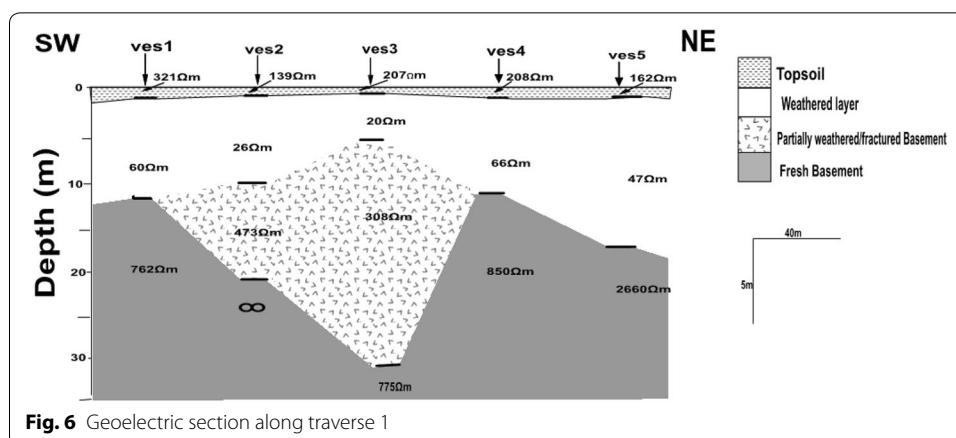 SW
NE
ves1 ves2 ves3 ves4 ves5
321Ωm 139Ωm 207Ωm 208Ωm 162Ωm
0
20Ωm
26Ωm
66Ωm
60Ωm
47Ωm
10
308Ωm
473Ωm
762Ωm
850Ωm
20
2660Ωm
∞
30
775Ωm
Depth (m)
Topsoil
Weathered layer
Partially weathered/fractured Basement
Fresh Basement
40m
5m
Fig. 6 Geoelectric section along traverse 1